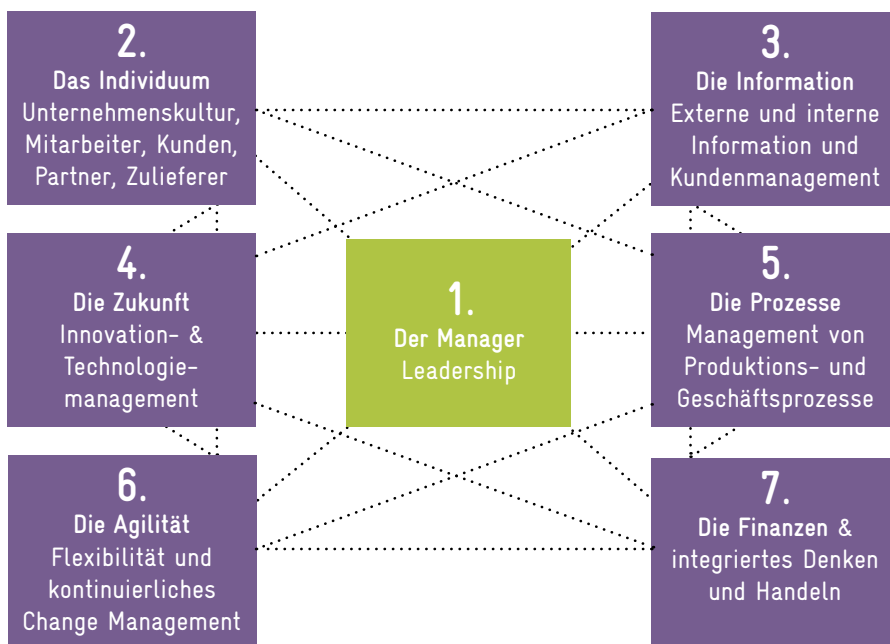 2.
Das Individuum
Unternehmenskultur,
Mitarbeiter, Kunden,
Partner, Zulieferer
3.
Die Information
Externe und interne
Information und
Kundenmanagement
4.
Die Zukunft
Innovation- &
Technologie-
management
1.
Der Manager
Leadership
5.
Die Prozesse
Management von
Produktions- und
Geschäftsprozesse
6.
Die Agilität
Flexibilität und
kontinuierliches
Change Management
7.
Die Finanzen &
integriertes Denken
und Handeln